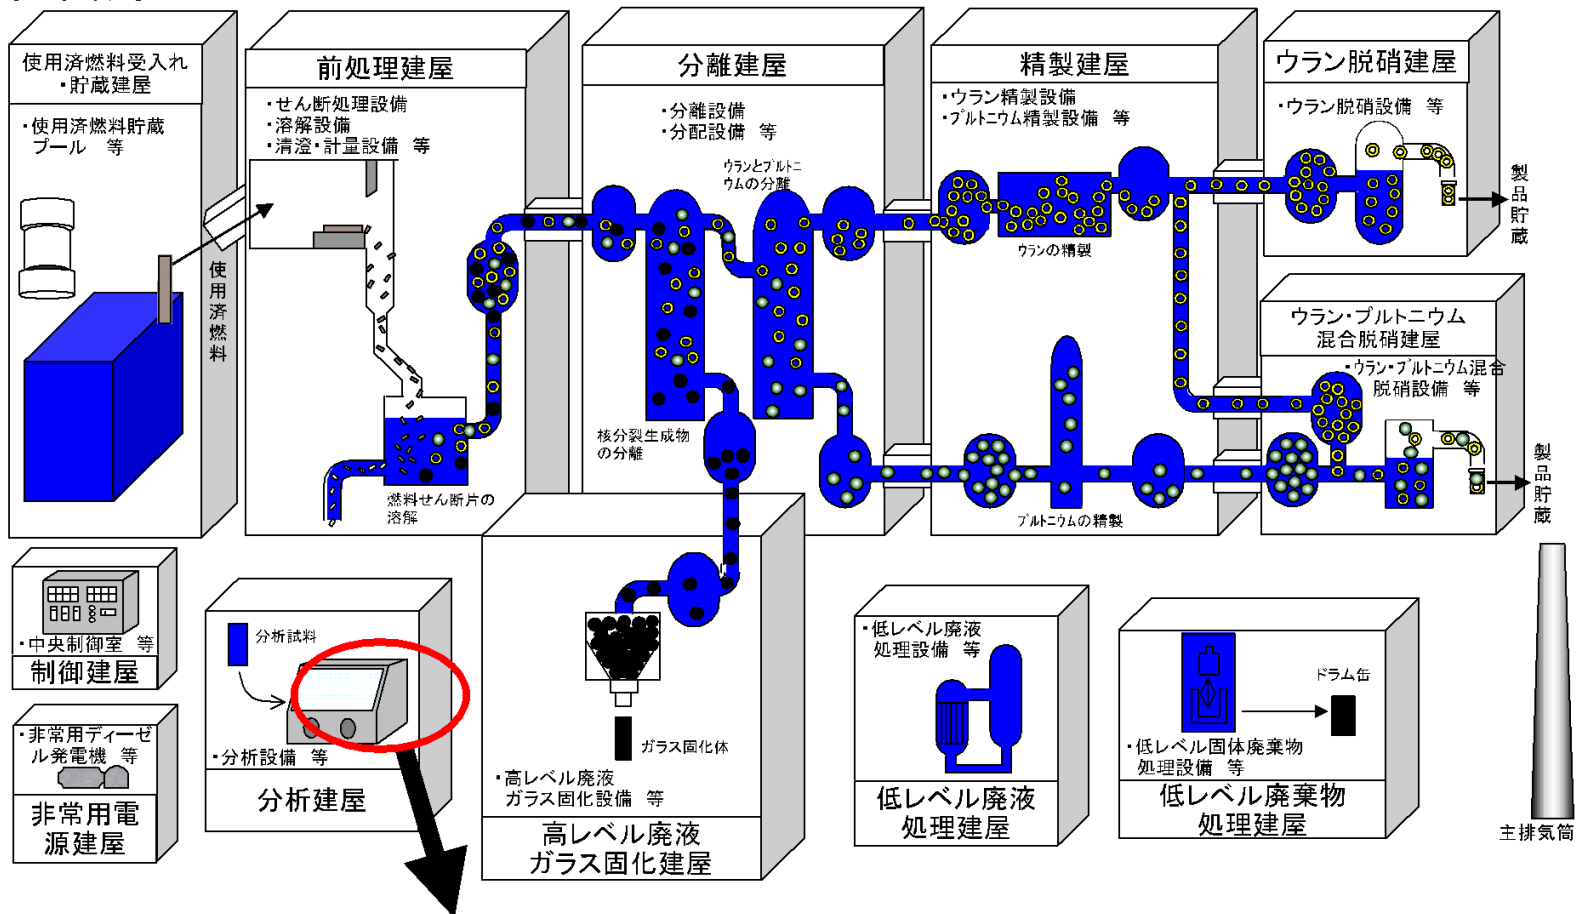 使用済燃料受入れ
・貯蔵建屋
・使用済燃料貯蔵
プール 等
使用済燃料
前処理建屋
・せん断処理設備
・溶解設備
・清澄・計量設備 等
燃料せん断片の
溶解
分離建屋
・分離設備
・分配設備 等
ウランとプルトニ
ウムの分離
核分裂生成物
の分離
精製建屋
・ウラン精製設備
・プルトニウム精製設備 等
ウランの精製
プルトニウムの精製
ウラン脱硝建屋
・ウラン脱硝設備 等
製品貯蔵
ウラン・プルトニウム
混合脱硝建屋
・ウラン・プルトニウム混合
脱硝設備 等
製品貯蔵
・中央制御室 等
制御建屋
・非常用ディーゼ
ル発電機 等
非常用電
源建屋
分析試料
・分析設備 等
分析建屋
ガラス固化体
・高レベル廃液
ガラス固化設備 等
高レベル廃液
ガラス固化建屋
・低レベル廃液
処理設備 等
低レベル廃液
処理建屋
ドラム缶
・低レベル固体廃棄物
処理設備 等
低レベル廃棄物
処理建屋
主排気筒